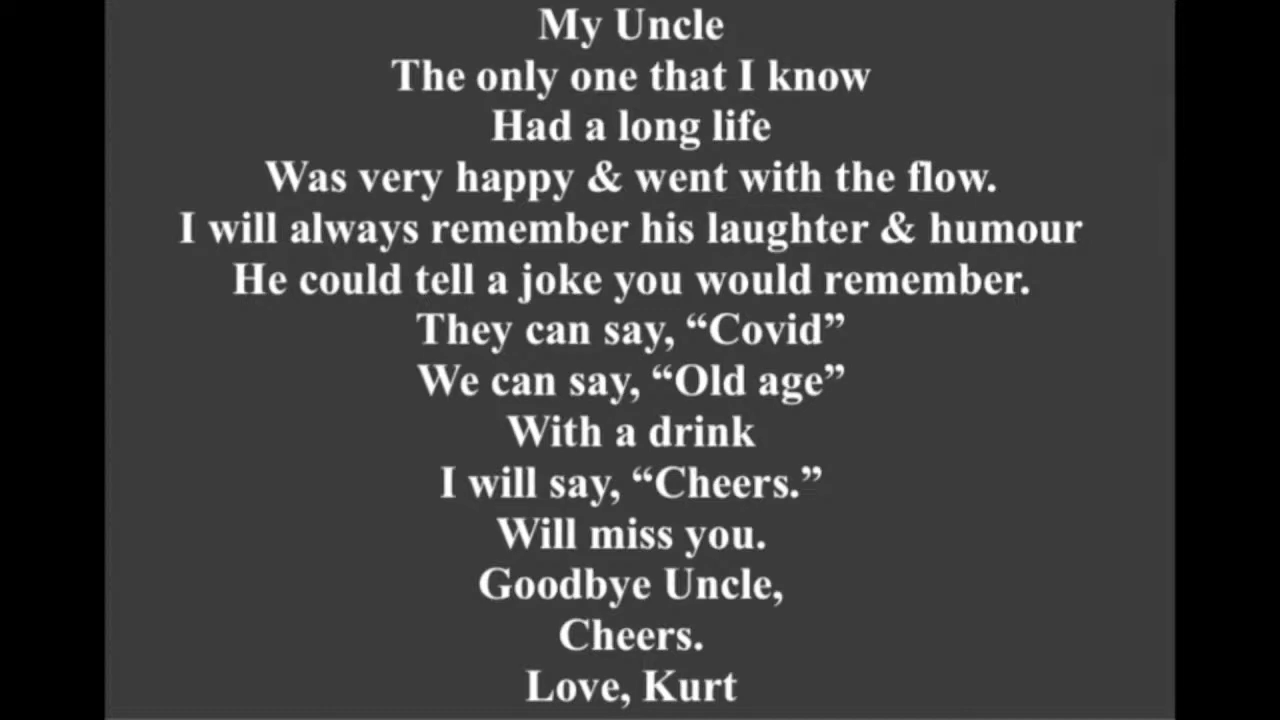 My Uncle
The only one that I know
Had a long life
Was very happy & went with the flow.
I will always remember his laughter & humour
He could tell a joke you would remember.
They can say, “Covid”
We can say, “Old age”
With a drink
I will say, “Cheers.”
Will miss you.
Goodbye Uncle,
Cheers.
Love, Kurt